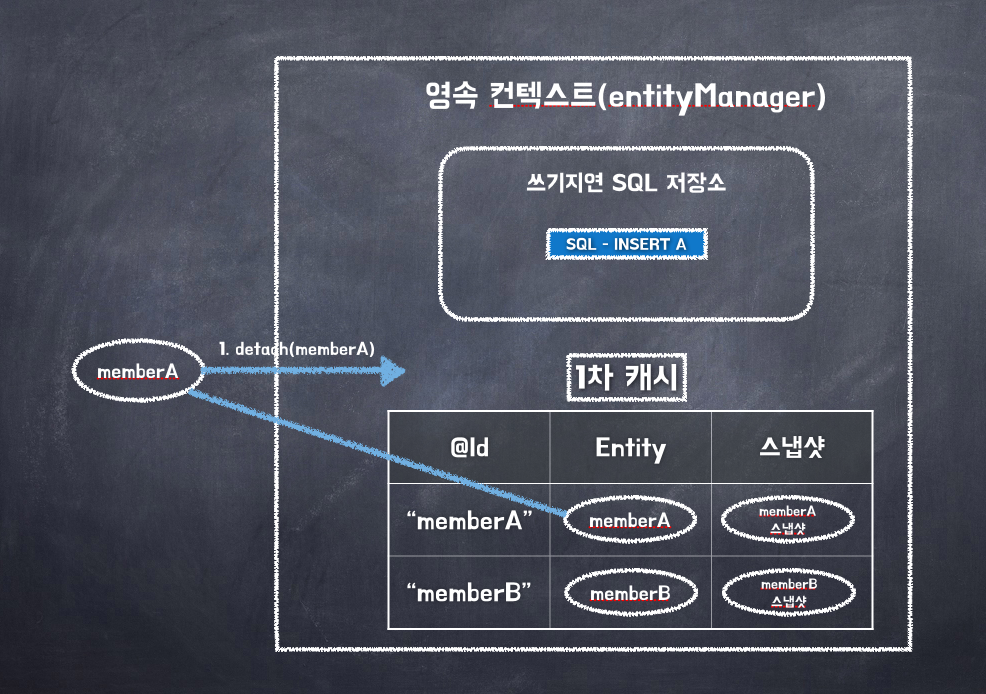 영속 컨텍스트(entityManager)
쓰기지연 SQL 저장소
SQL - INSERT A
1. detach(memberA)
memberA
1차 캐시
@Id Entity 스냅샷
“memberA” memberA memberA
스냅샷
“memberB” memberB memberB
스냅샷